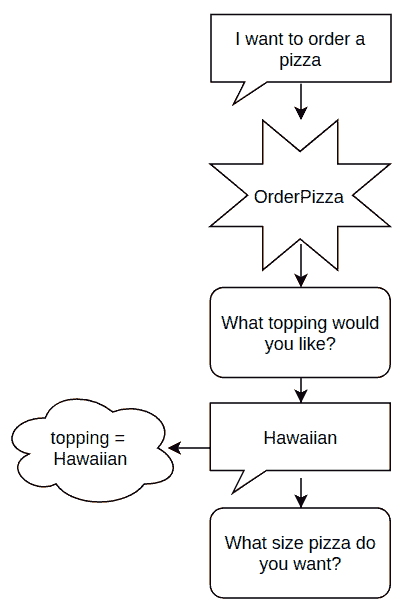 I want to order a
pizza
OrderPizza
What topping would
you like?
Hawaiian
topping =
Hawaiian
What size pizza do
you want?